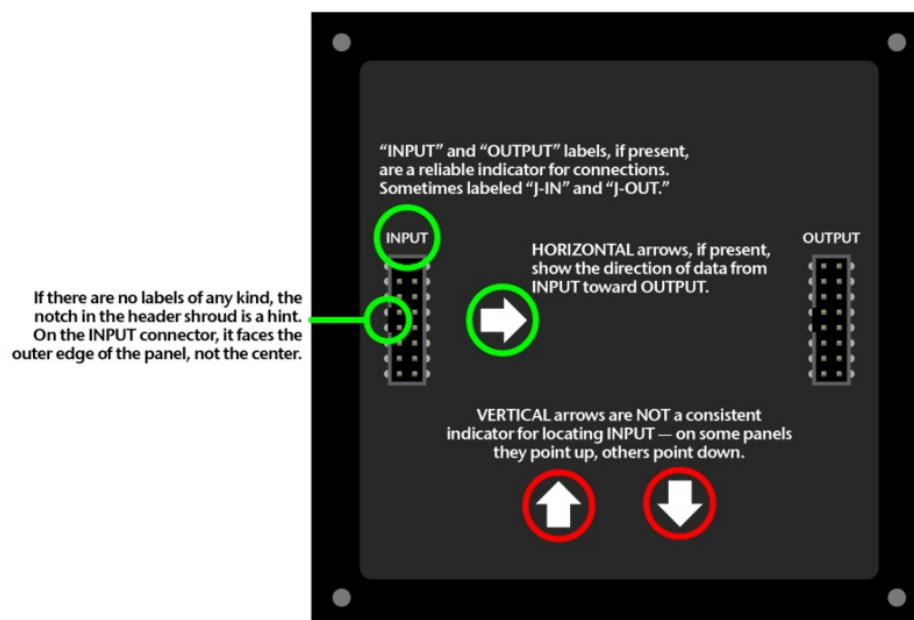 “INPUT” and “OUTPUT” labels, if present,
are a reliable indicator for connections.
Sometimes labeled “J-IN” and “J-OUT.”
INPUT
HORIZONTAL arrows, if present,
show the direction of data from
INPUT toward OUTPUT.
OUTPUT
If there are no labels of any kind, the
notch in the header shroud is a hint.
On the INPUT connector, it faces the
outer edge of the panel, not the center.
VERTICAL arrows are NOT a consistent
indicator for locating INPUT — on some panels
they point up, others point down.